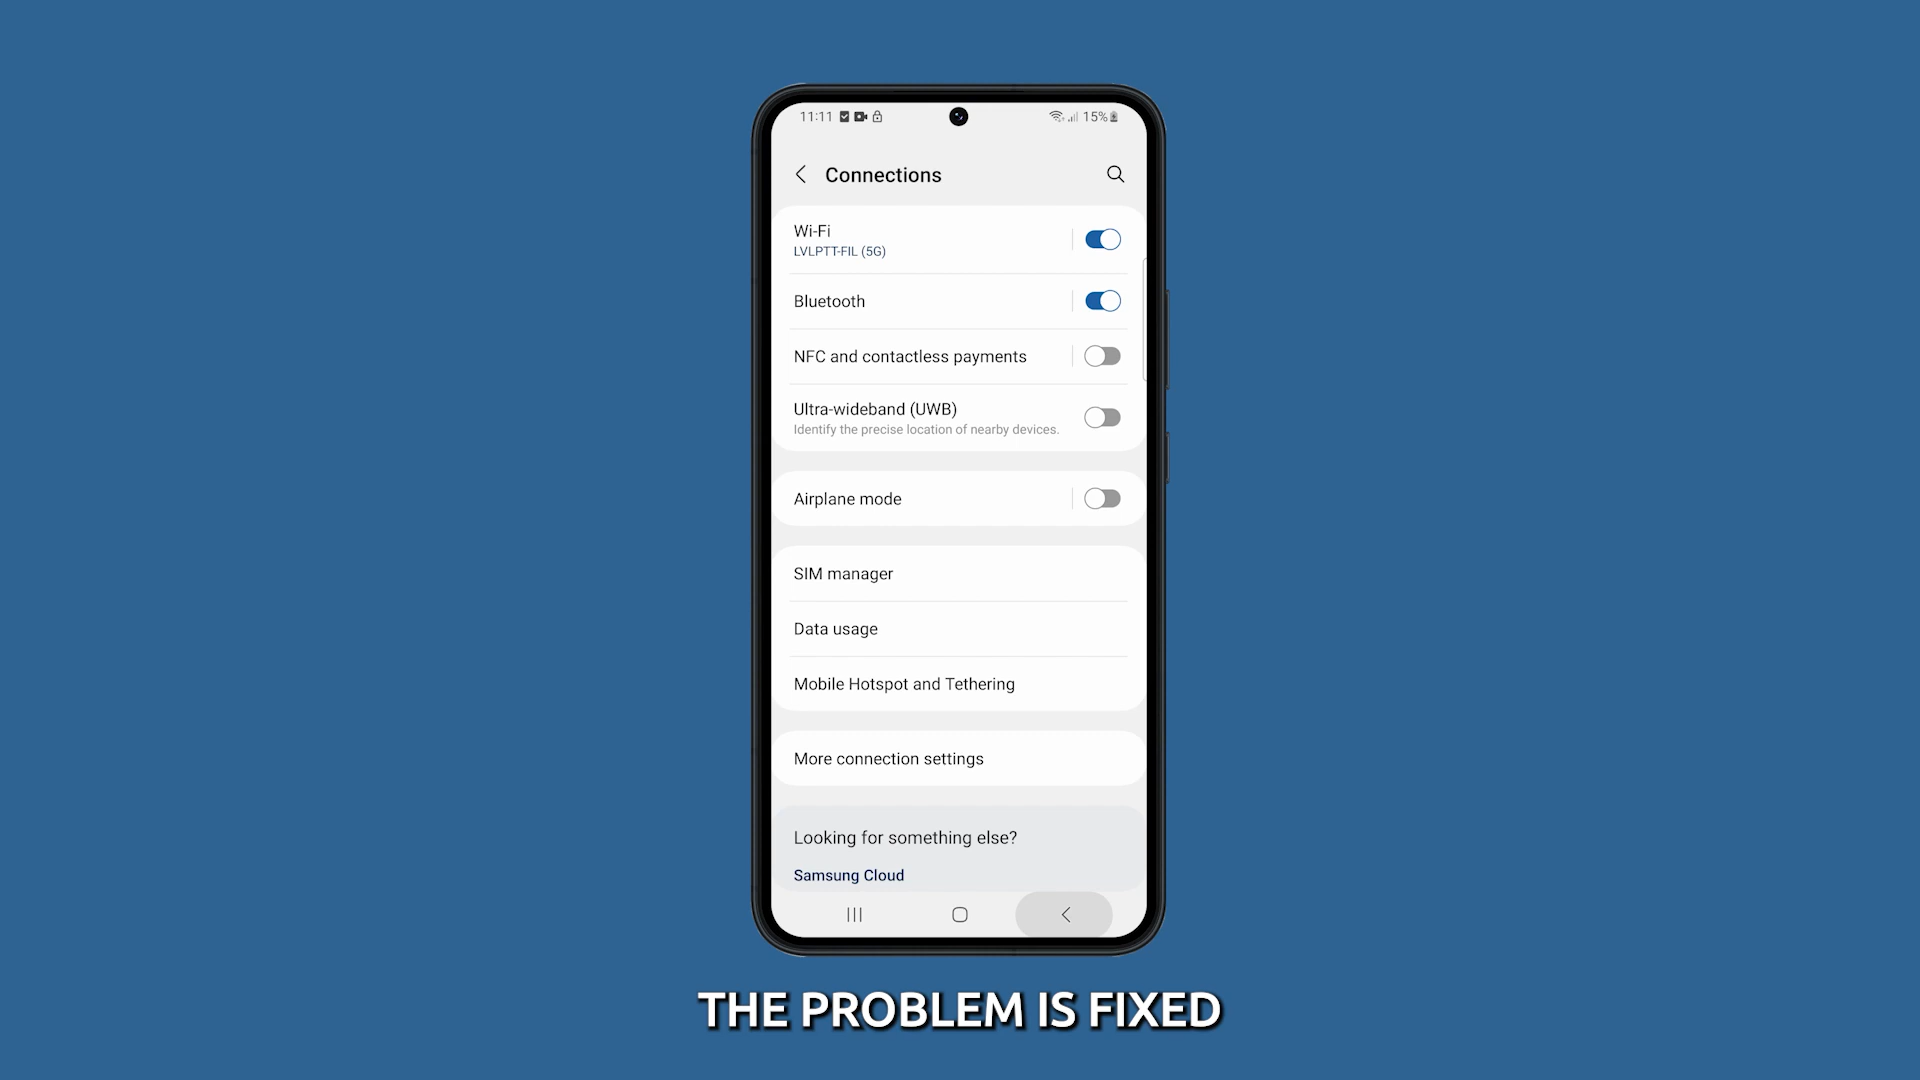 11:11
15%
Connections
Wi-Fi
LVLPTT-FIL (5G)
Bluetooth
NFC and contactless payments
Ultra-wideband (UWB)
Identify the precise location of nearby devices.
Airplane mode
SIM manager
Data usage
Mobile Hotspot and Tethering
More connection settings
Looking for something else?
Samsung Cloud
THE PROBLEM IS FIXED